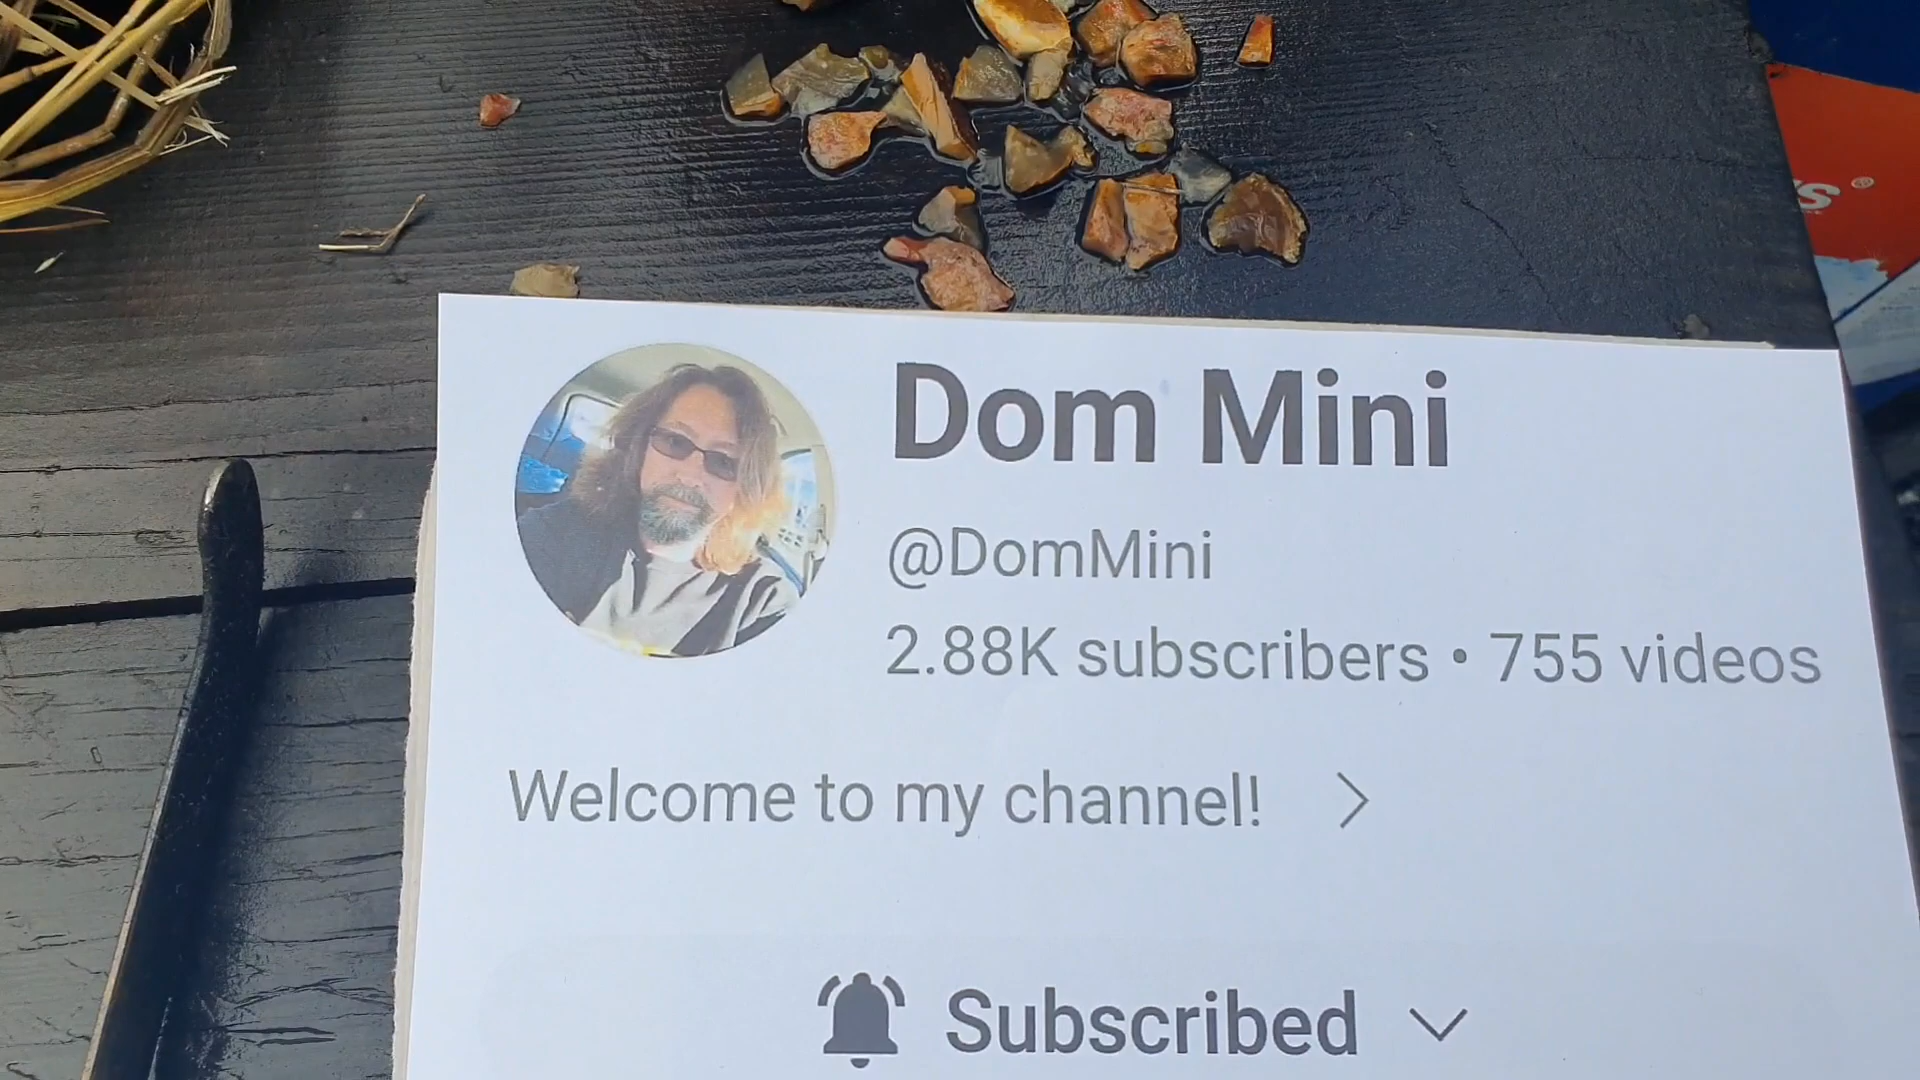 Dom Mini
@DomMini
2.88K subscribers • 755 videos
Welcome to my channel! >
Subscribed